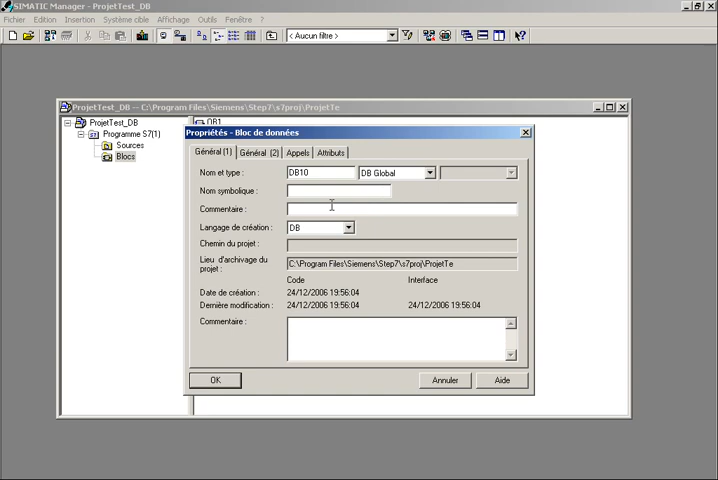 SIMATIC Manager - ProjetTest_DB
Fichier Edition Insertion Système cible Affichage Outils Fenêtre ?
< Aucun filtre >
ProjetTest_DB -- C:\Program Files\Siemens\Step7\s7proj\ProjetTe
ProjetTest_DB
Programme S7(1)
Sources
Blocs
OB1
Propriétés - Bloc de données
Général (1) Général (2) Appels Attributs
Nom et type : DB10 DB Global
Nom symbolique :
Commentaire :
Langage de création : DB
Chemin du projet :
Lieu d'archivage du
projet : C:\Program Files\Siemens\Step7\s7proj\ProjetTe
Code Interface
Date de création : 24/12/2006 19:56:04
Dernière modification : 24/12/2006 19:56:04 24/12/2006 19:56:04
Commentaire :
OK Annuler Aide